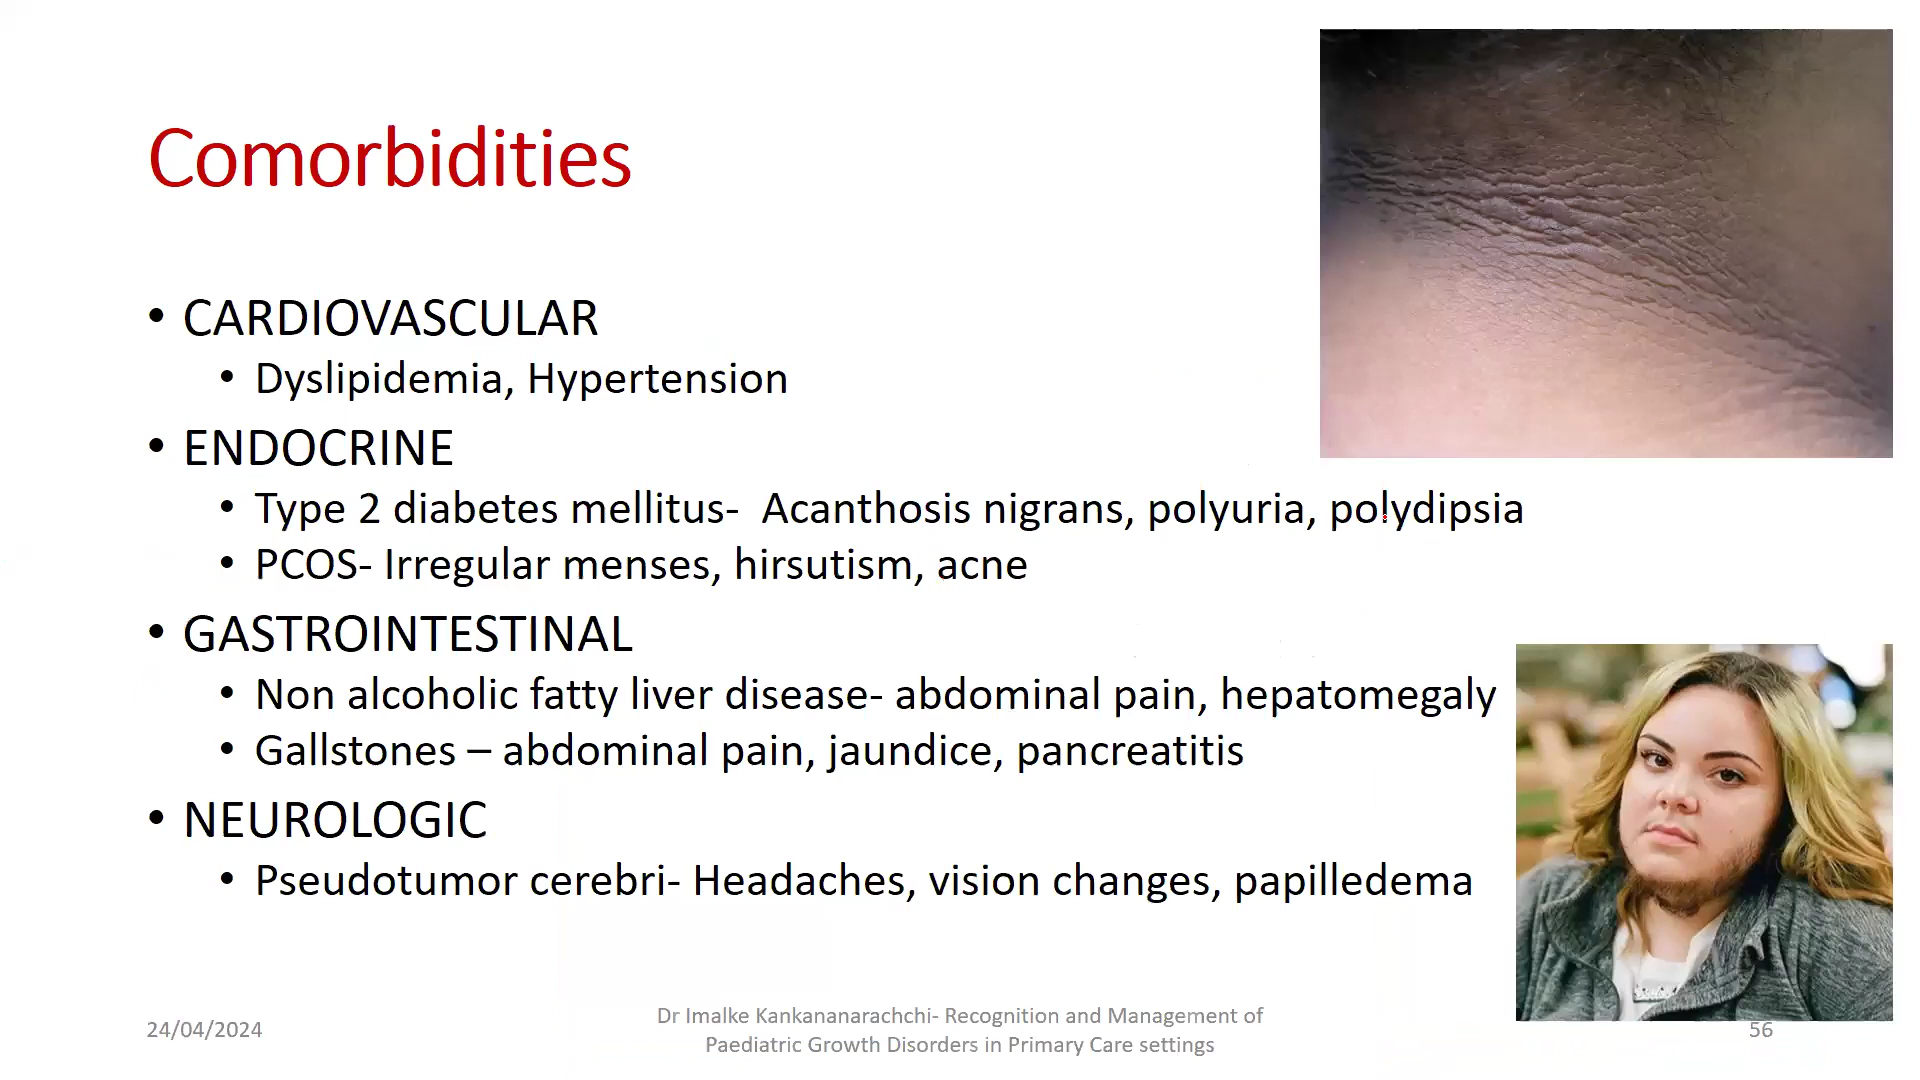 Comorbidities
• CARDIOVASCULAR
• Dyslipidemia, Hypertension
• ENDOCRINE
• Type 2 diabetes mellitus- Acanthosis nigrans, polyuria, polydipsia
• PCOS- Irregular menses, hirsutism, acne
• GASTROINTESTINAL
• Non alcoholic fatty liver disease- abdominal pain, hepatomegaly
• Gallstones – abdominal pain, jaundice, pancreatitis
• NEUROLOGIC
• Pseudotumor cerebri- Headaches, vision changes, papilledema
24/04/2024
Dr Imalke Kankananarachchi- Recognition and Management of
Paediatric Growth Disorders in Primary Care settings
56